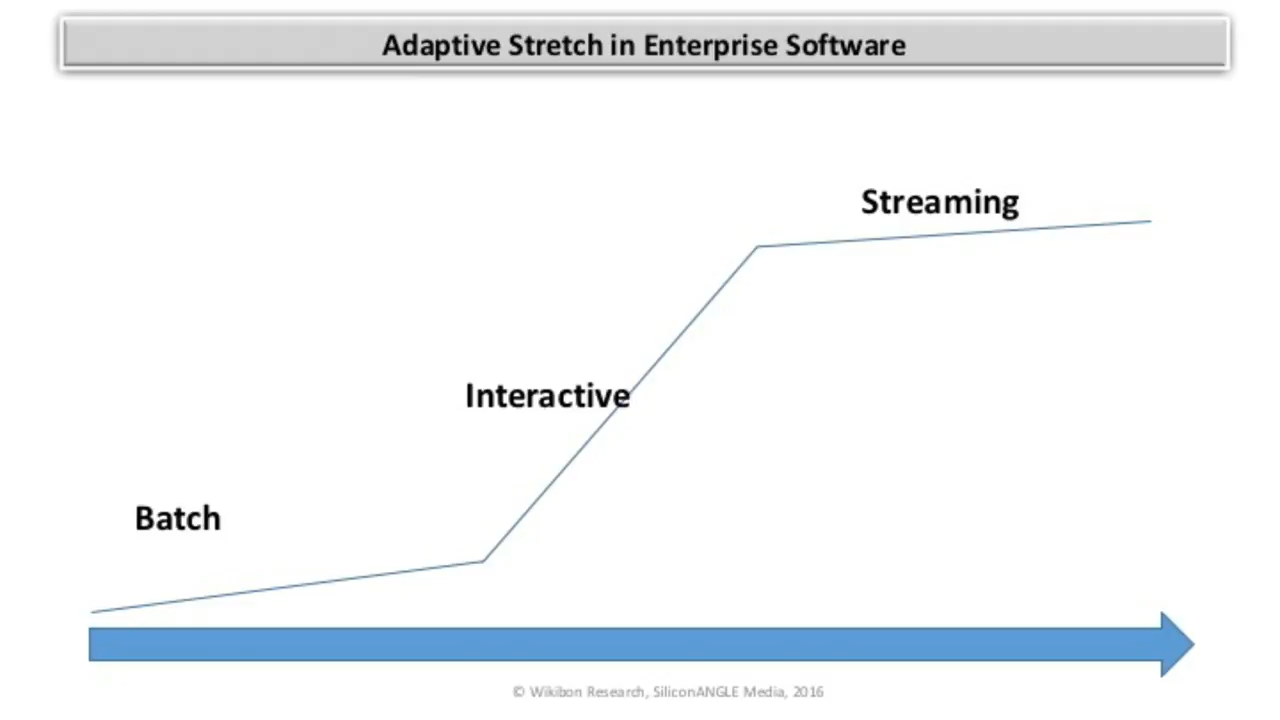 Adaptive Stretch in Enterprise Software
Streaming
Interactive
Batch
© Wikibon Research, SiliconANGLE Media, 2016